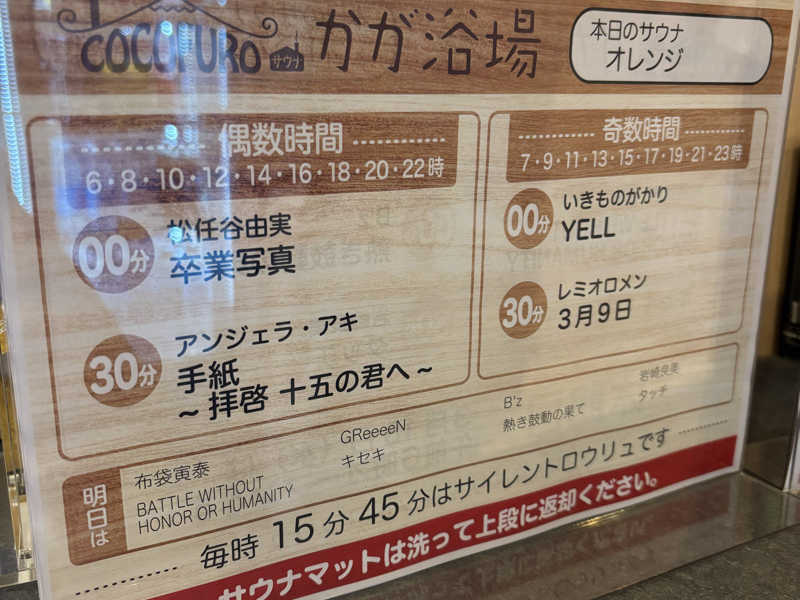 COCOFURO サウナ かが浴場
本日のサウナ
オレンジ
偶数時間
6・8・10・12・14・16・18・20・22時
00分
松任谷由実
卒業写真
30分
アンジェラ・アキ
手紙
~ 拝啓 十五の君へ ~
奇数時間
7・9・11・13・15・17・19・21・23時
00分
いきものがかり
YELL
30分
レミオロメン
3月9日
明日は
布袋寅泰
BATTLE WITHOUT
HONOR OR HUMANITY
GReeeeN
キセキ
B'z
熱き鼓動の果て
岩崎良美
タッチ
毎時 15分 45分はサイレントロウリュです
サウナマットは洗って上段に返却ください。